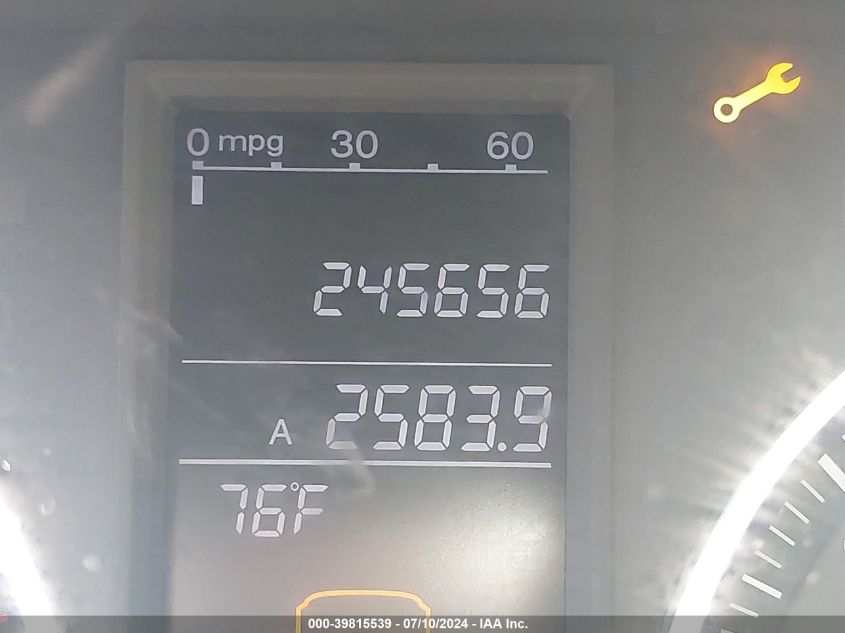 0 mpg 30 60
245656
A 2583.9
76°F
000-39815539 - 07/10/2024 - IAA Inc.